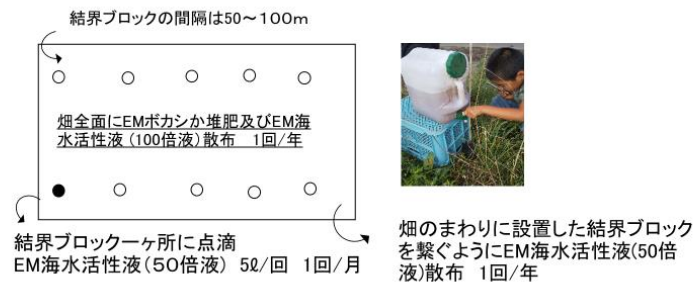 結界ブロックの間隔は50～100m
畑全面にEMボカシか堆肥及びEM海
水活性液（100倍液）散布　1回/年
結界ブロック一ヶ所に点滴
EM海水活性液（50倍液）　5ℓ/回　1回/月
畑のまわりに設置した結界ブロック
を繋ぐようにEM海水活性液(50倍
液)散布　1回/年